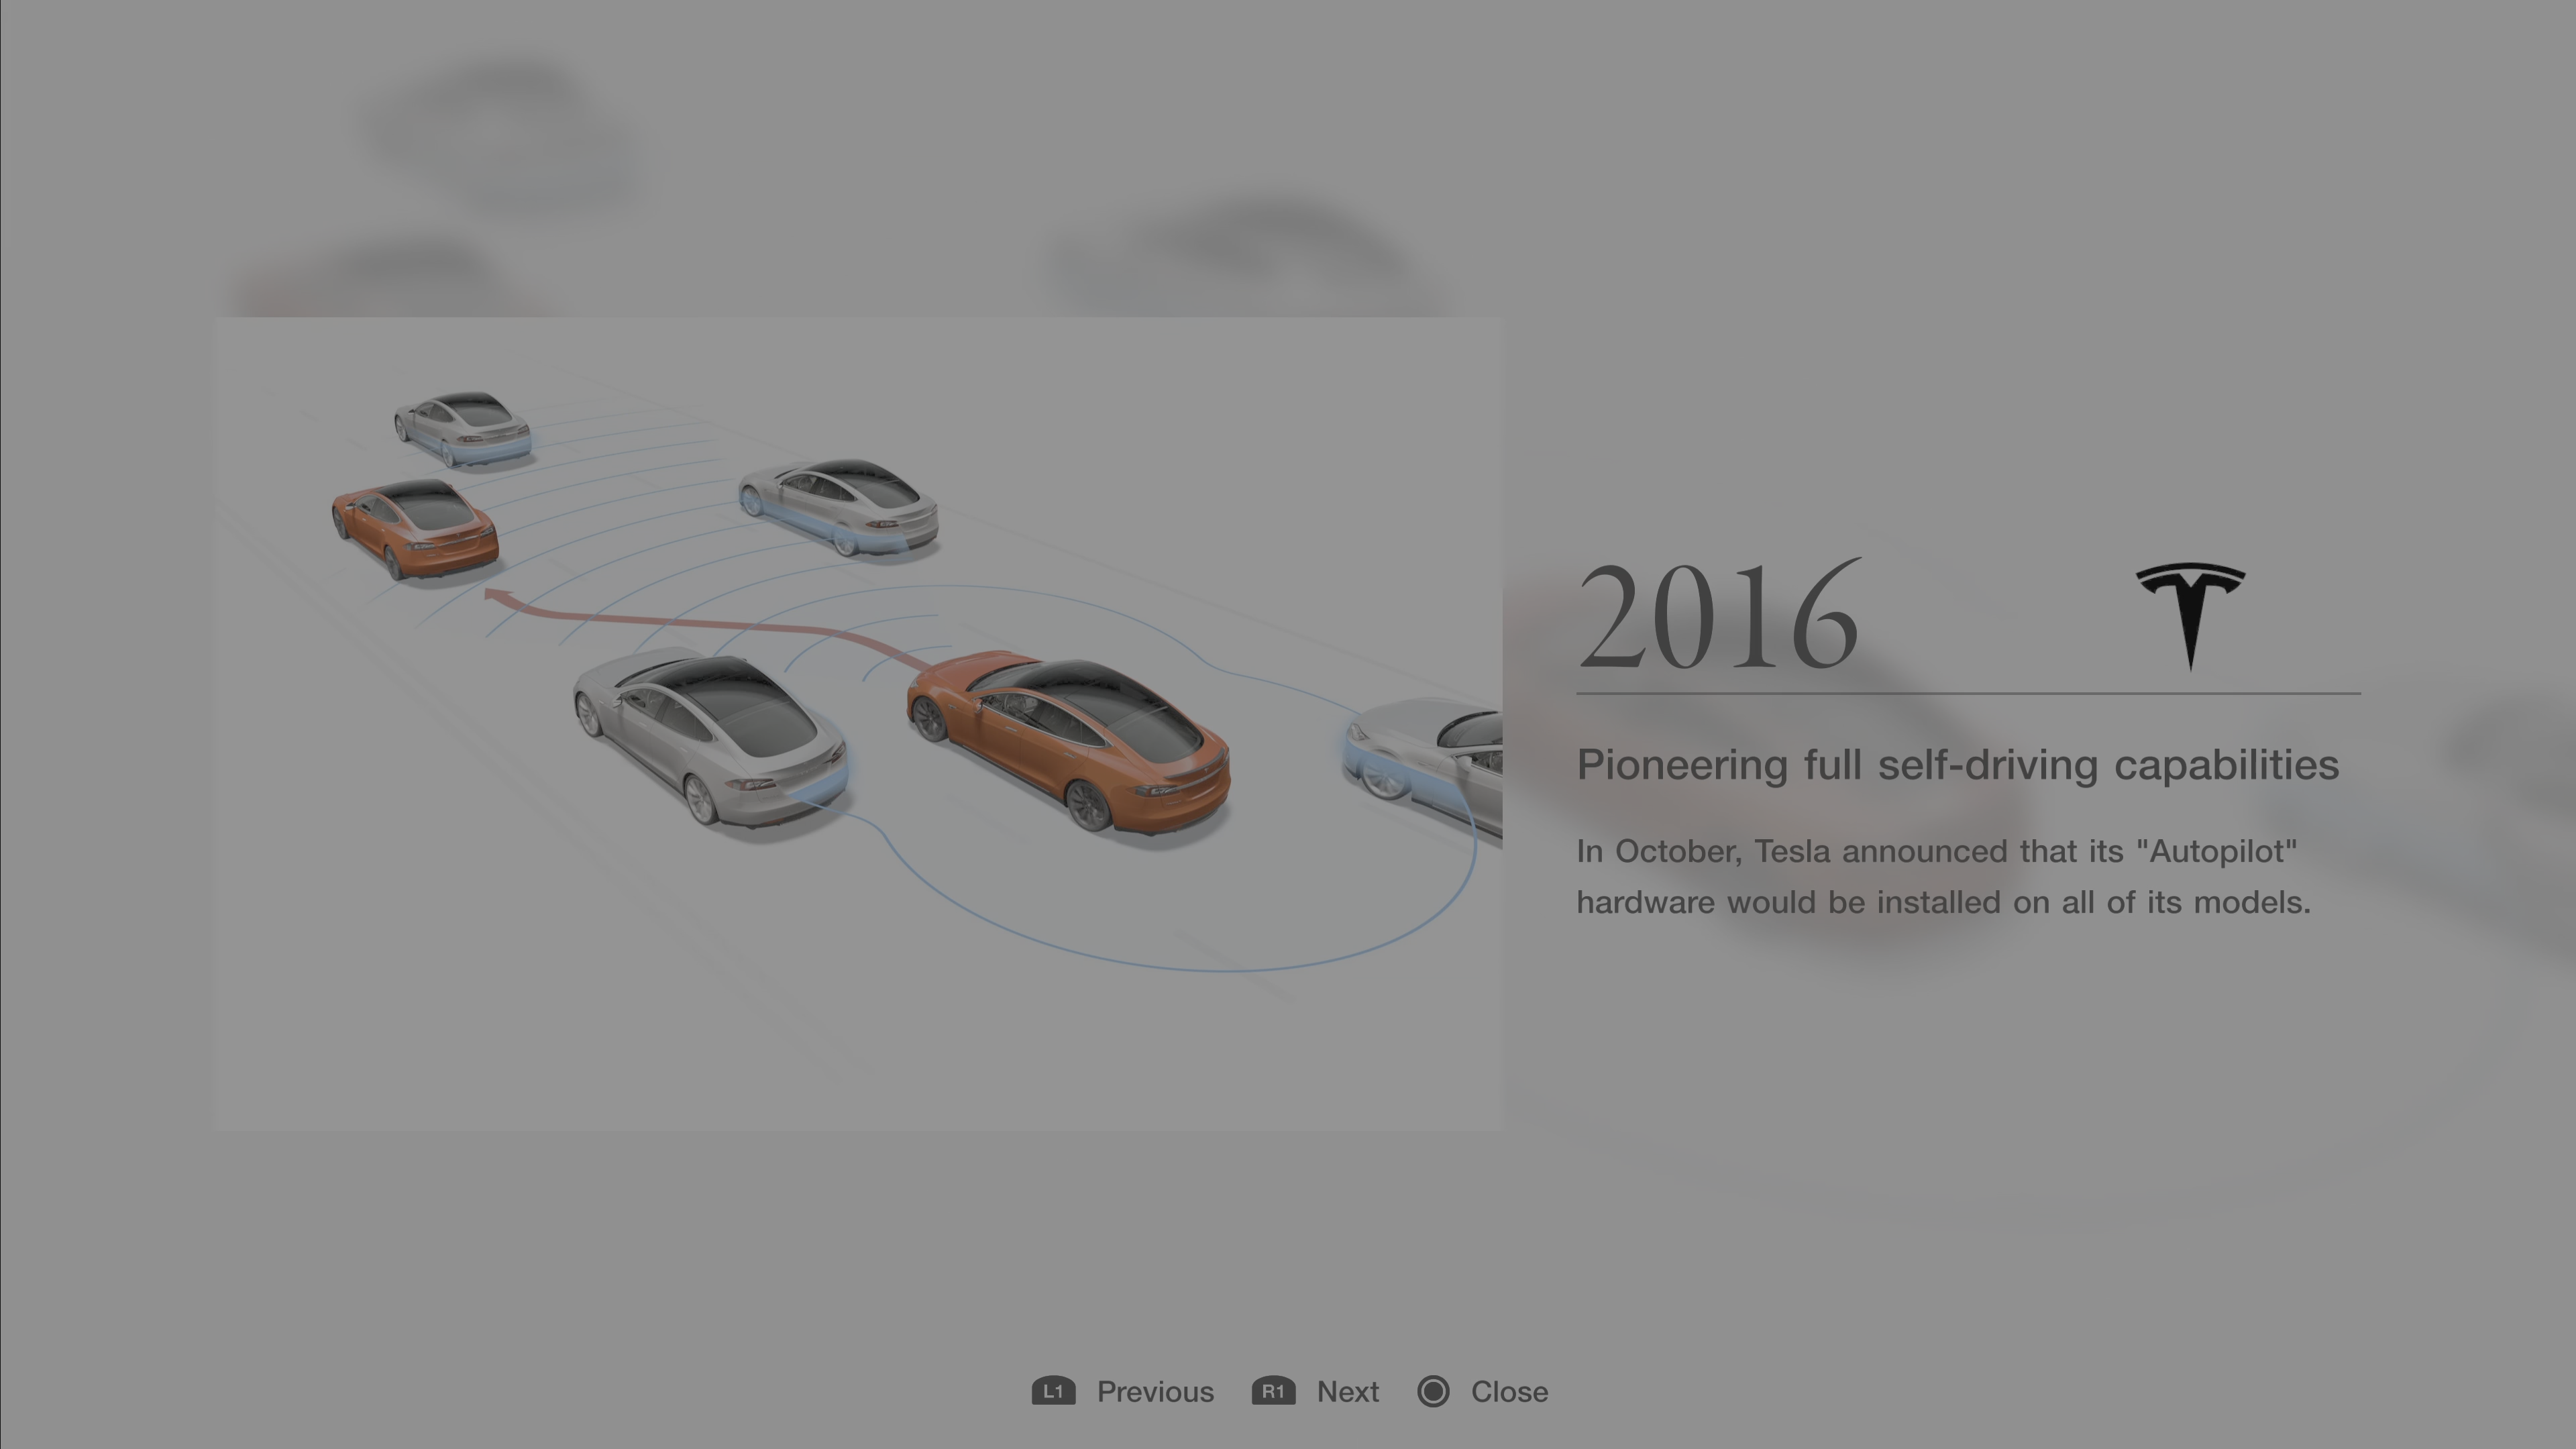 2016
Pioneering full self-driving capabilities
In October, Tesla announced that its "Autopilot"
hardware would be installed on all of its models.
L1 Previous R1 Next Close